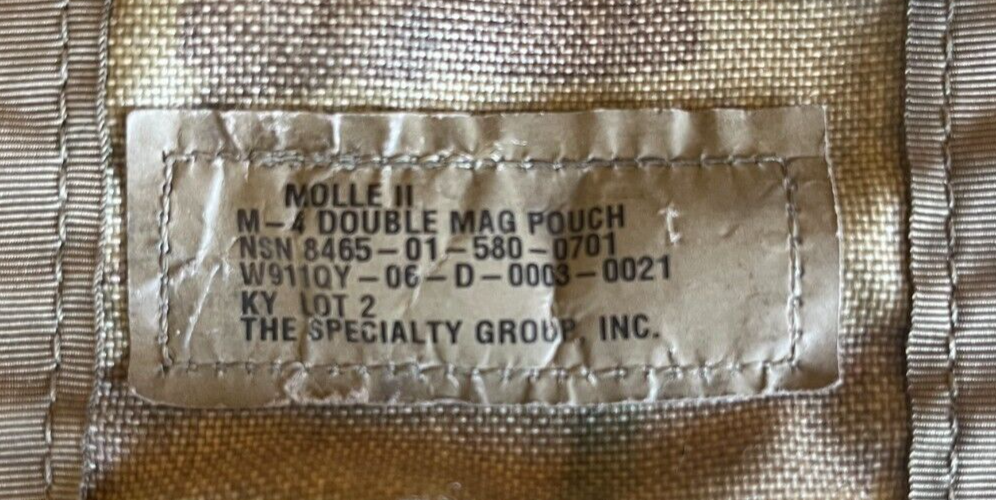 MOLLE II
M-4 DOUBLE MAG POUCH
NSN 8465-01-580-0701
W911QY-06-D-0003-0021
KY LOT 2
THE SPECIALTY GROUP, INC.